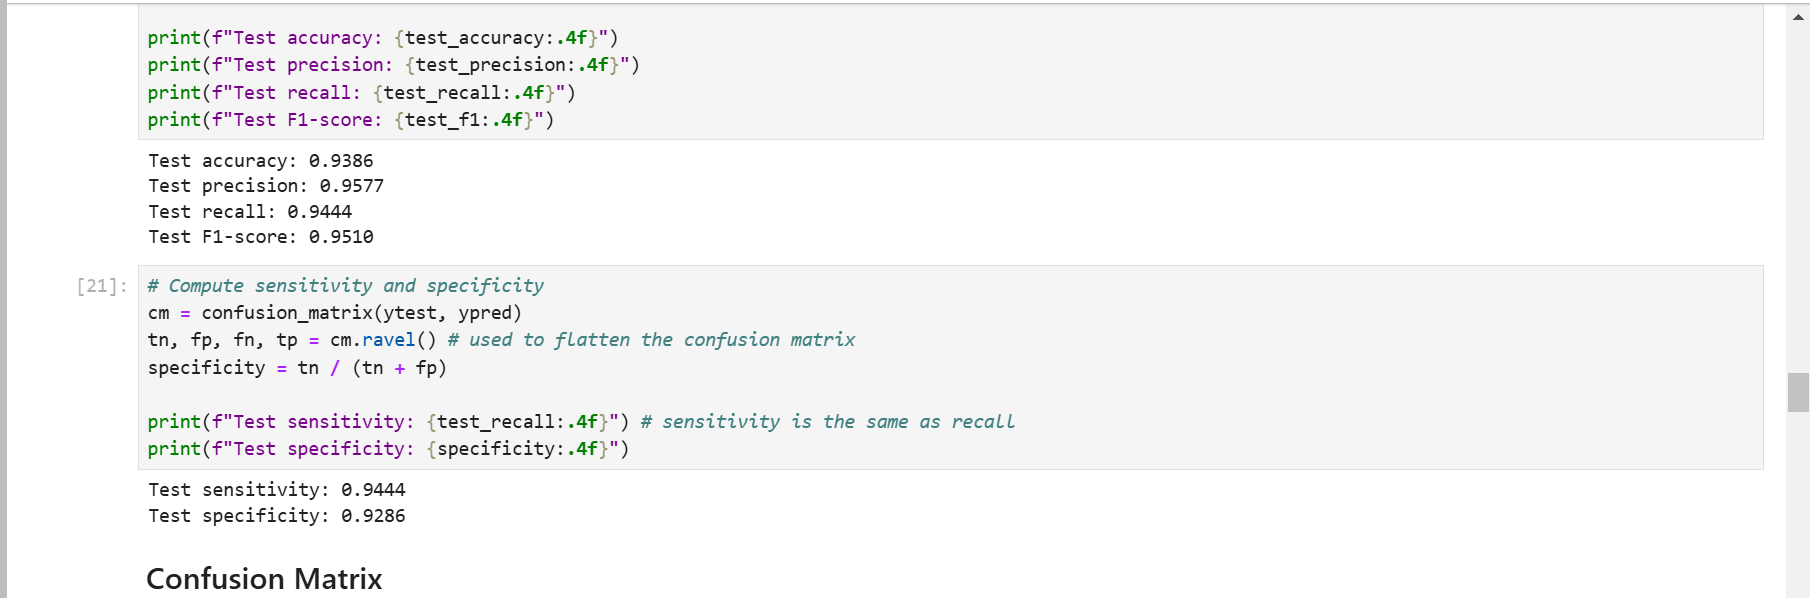 print(f"Test accuracy: {test_accuracy:.4f}")
print(f"Test precision: {test_precision:.4f}")
print(f"Test recall: {test_recall:.4f}")
print(f"Test F1-score: {test_f1:.4f}")
Test accuracy: 0.9386
Test precision: 0.9577
Test recall: 0.9444
Test F1-score: 0.9510
[21]: # Compute sensitivity and specificity
cm = confusion_matrix(ytest, ypred)
tn, fp, fn, tp = cm.ravel() # used to flatten the confusion matrix
specificity = tn / (tn + fp)
print(f"Test sensitivity: {test_recall:.4f}") # sensitivity is the same as recall
print(f"Test specificity: {specificity:.4f}")
Test sensitivity: 0.9444
Test specificity: 0.9286
Confusion Matrix